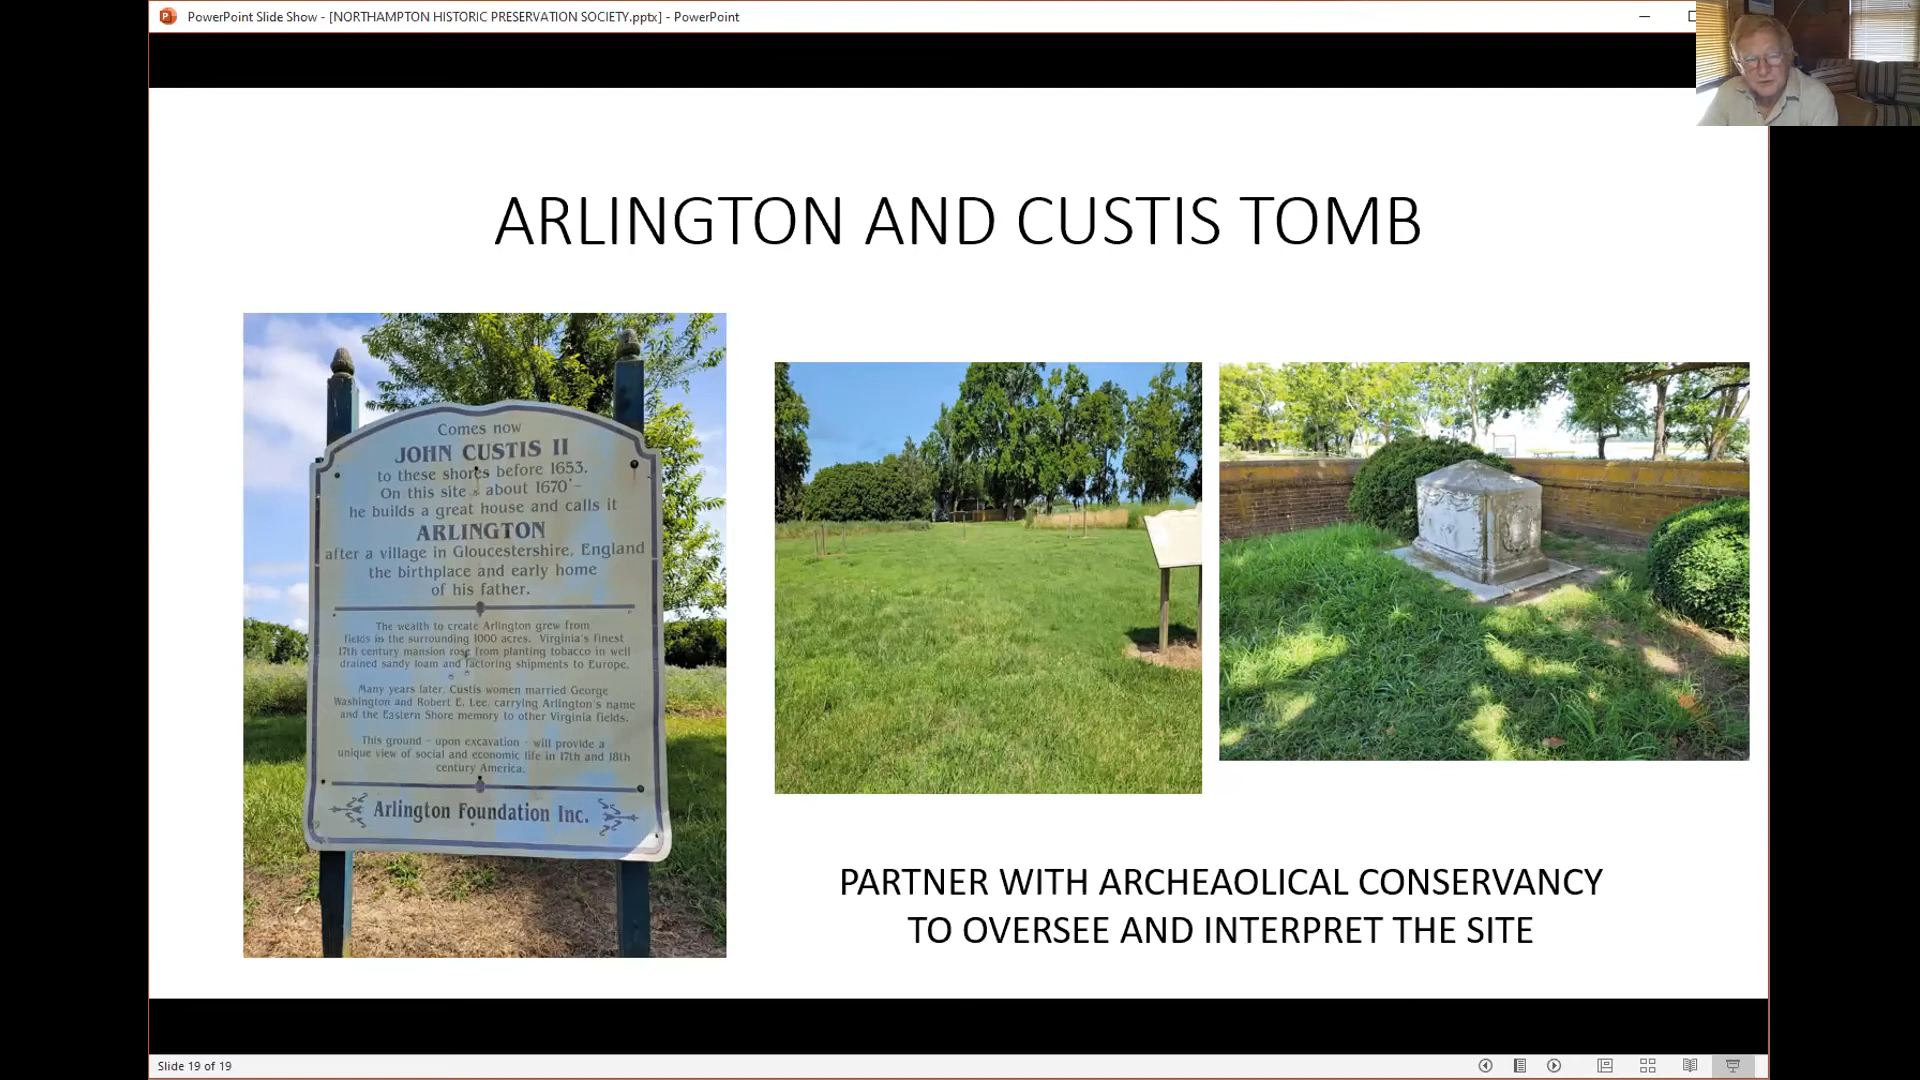 PowerPoint Slide Show - [NORTHAMPTON HISTORIC PRESERVATION SOCIETY.pptx] - PowerPoint
ARLINGTON AND CUSTIS TOMB
Comes now
JOHN CUSTIS II
to these shores before 1653.
On this site - about 1670 -
he builds a great house and calls it
ARLINGTON
after a village in Gloucestershire, England
the birthplace and early home
of his father.
The wealth to create Arlington grew from
fields in the surrounding 1000 acres. Virginia's finest
17th century mansion rose from planting tobacco in well
drained sandy loam and factoring shipments to Europe.
Many years later, Custis women married George
Washington and Robert E. Lee, carrying Arlington's name
and the Eastern Shore memory to other Virginia fields.
This ground - upon excavation - will provide a
unique view of social and economic life in 17th and 18th
century America.
Arlington Foundation Inc.
PARTNER WITH ARCHEAOLICAL CONSERVANCY
TO OVERSEE AND INTERPRET THE SITE
Slide 19 of 19